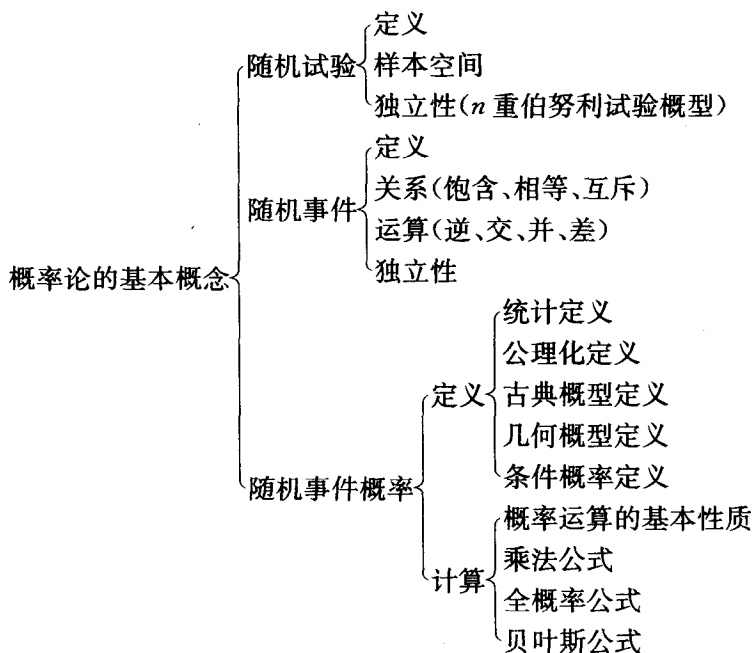 定义
随机试验
样本空间
独立性(n 重伯努利试验概型)
定义
关系(饱含、相等、互斥)
随机事件
运算(逆、交、并、差)
独立性
概率论的基本概念
统计定义
公理化定义
定义
古典概型定义
几何概型定义
条件概率定义
随机事件概率
概率运算的基本性质
乘法公式
计算
全概率公式
贝叶斯公式